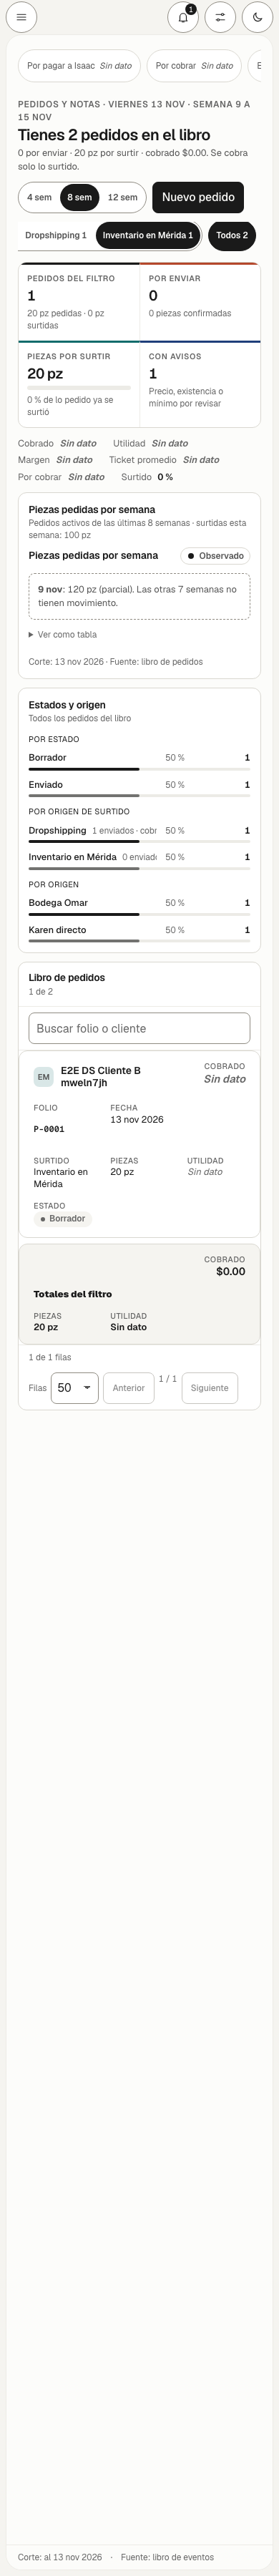 1
Por pagar a Isaac Sin dato
Por cobrar Sin dato
PEDIDOS Y NOTAS · VIERNES 13 NOV · SEMANA 9 A
15 NOV
Tienes 2 pedidos en el libro
0 por enviar · 20 pz por surtir · cobrado $0.00. Se cobra
solo lo surtido.
4 sem 8 sem 12 sem Nuevo pedido
Dropshipping 1 Inventario en Mérida 1 Todos 2
PEDIDOS DEL FILTRO
1
20 pz pedidas · 0 pz
surtidas
POR ENVIAR
0
0 piezas confirmadas
PIEZAS POR SURTIR
20 pz
0 % de lo pedido ya se
surtió
CON AVISOS
1
Precio, existencia o
mínimo por revisar
Cobrado Sin dato Utilidad Sin dato
Margen Sin dato Ticket promedio Sin dato
Por cobrar Sin dato Surtido 0 %
Piezas pedidas por semana
Pedidos activos de las últimas 8 semanas · surtidas esta
semana: 100 pz
Piezas pedidas por semana Observado
9 nov: 120 pz (parcial). Las otras 7 semanas no
tienen movimiento.
Ver como tabla
Corte: 13 nov 2026 · Fuente: libro de pedidos
Estados y origen
Todos los pedidos del libro
POR ESTADO
Borrador 50 % 1
Enviado 50 % 1
POR ORIGEN DE SURTIDO
Dropshipping 1 enviados · cobr 50 % 1
Inventario en Mérida 0 enviad 50 % 1
POR ORIGEN
Bodega Omar 50 % 1
Karen directo 50 % 1
Libro de pedidos
1 de 2
Buscar folio o cliente
EM
E2E DS Cliente B
mweln7jh
COBRADO
Sin dato
FOLIO
P-0001
FECHA
13 nov 2026
SURTIDO
Inventario en
Mérida
PIEZAS
20 pz
UTILIDAD
Sin dato
ESTADO
Borrador
COBRADO
$0.00
Totales del filtro
PIEZAS
20 pz
UTILIDAD
Sin dato
1 de 1 filas
Filas 50 Anterior 1 / 1 Siguiente
Corte: al 13 nov 2026 · Fuente: libro de eventos